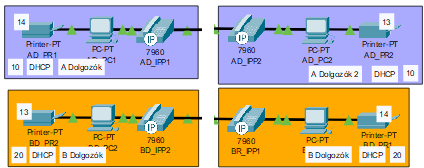 14
Printer-PT
AD_PR1
PC-PT
AD_PC1
7960
AD_IPP1
10 DHCP A Dolgozók
7960
AD_IPP2
PC-PT
AD_PC2
13
Printer-PT
AD_PR2
A Dolgozók 2 DHCP 10
13
Printer-PT
BD_PR2
PC-PT
BD_PC2
7960
BD_IPP2
20 DHCP B Dolgozók
7960
BR_IPP1
PC-PT
14
Printer-PT
BD_PR1
B Dolgozók DHCP 20